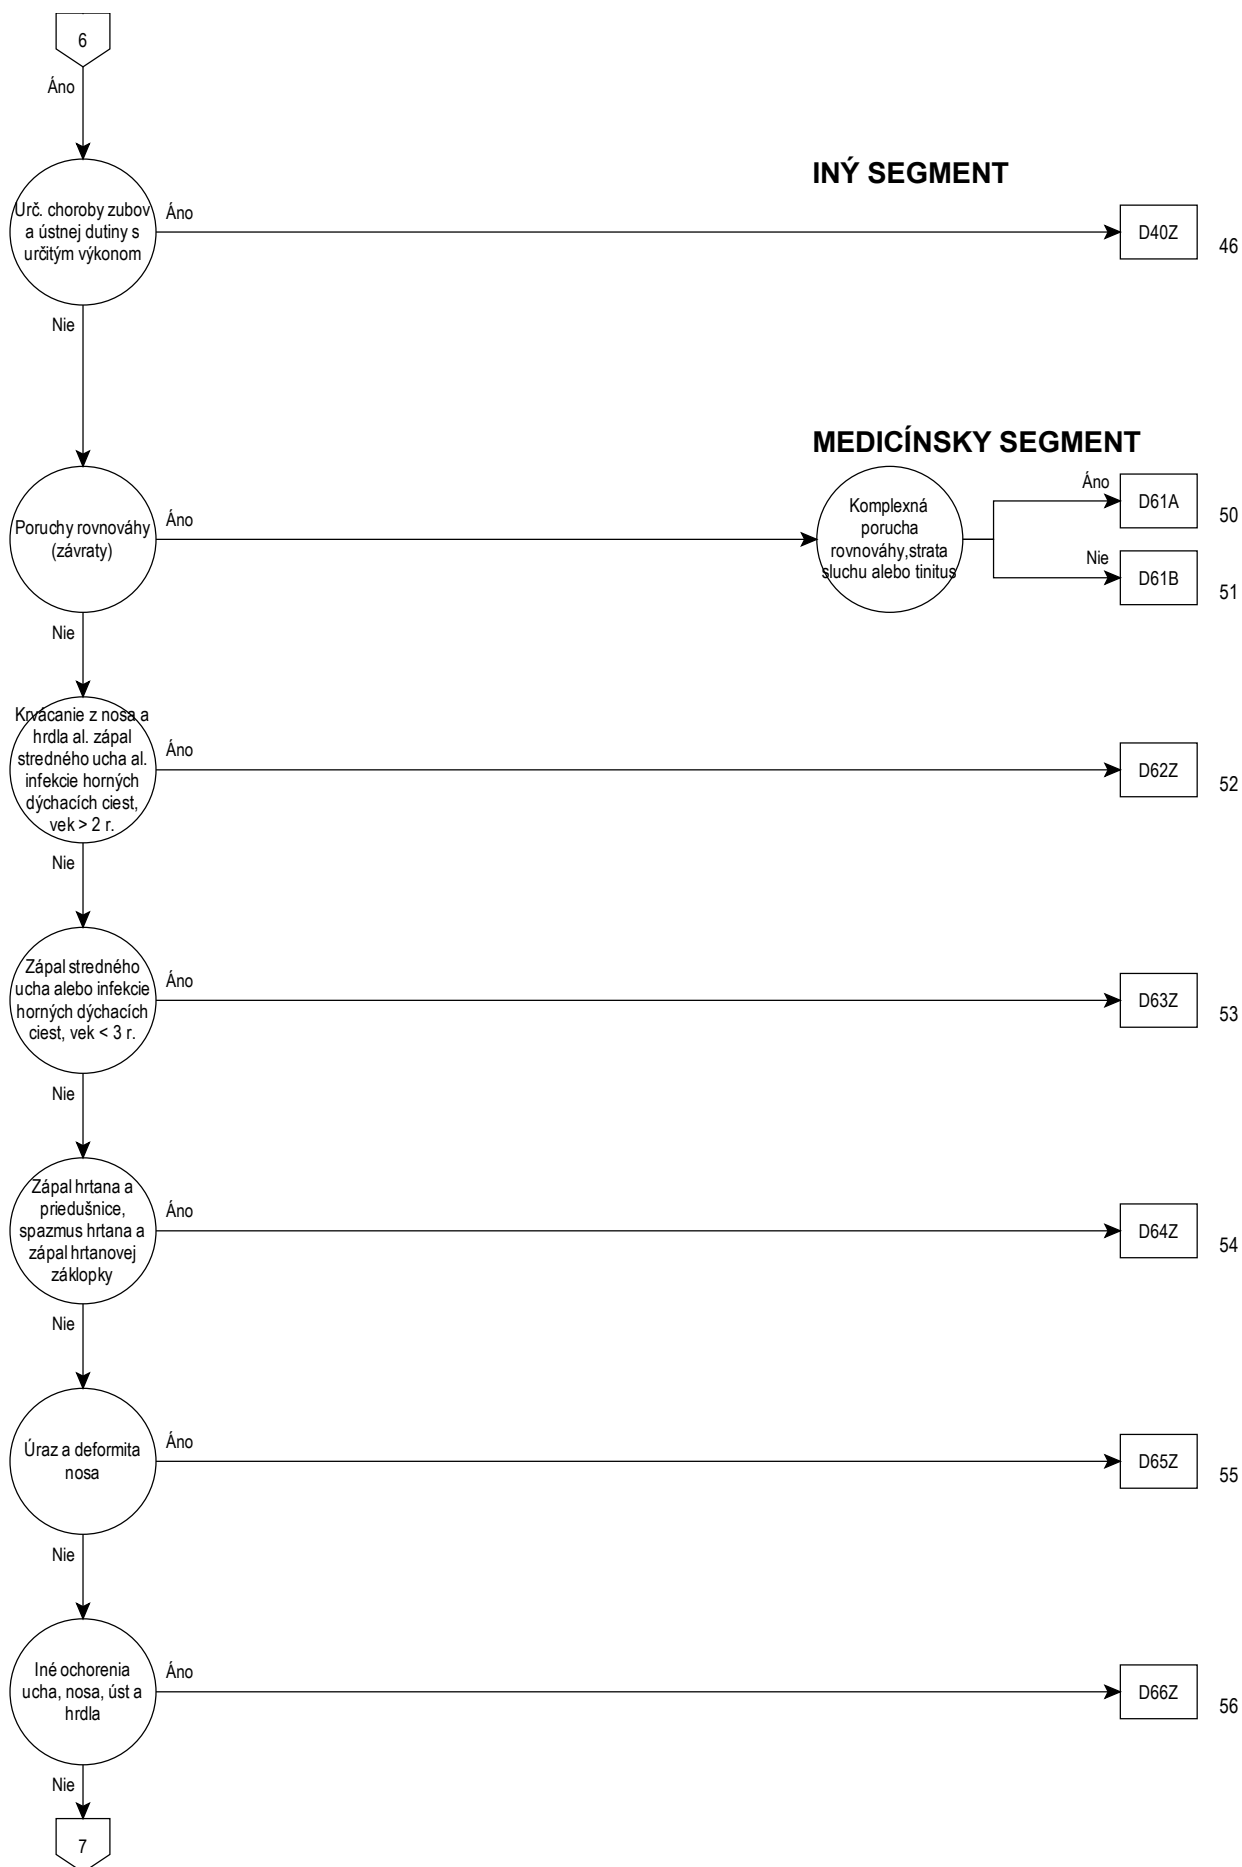 6
Áno
INÝ SEGMENT
Urč. choroby zubov
a ústnej dutiny s
určitým výkonom
Áno
D40Z
46
Nie
MEDICÍNSKY SEGMENT
Poruchy rovnováhy
(závraty)
Áno
Komplexná
porucha
rovnováhy,strata
sluchu alebo tinitus
Áno
D61A
50
Nie
D61B
51
Nie
Krvácanie z nosa a
hrdla al. zápal
stredného ucha al.
infekcie horných
dýchacích ciest,
vek > 2 r.
Áno
D62Z
52
Nie
Zápal stredného
ucha alebo infekcie
horných dýchacích
ciest, vek < 3 r.
Áno
D63Z
53
Nie
Zápal hrtana a
priedušnice,
spazmus hrtana a
zápal hrtanovej
záklopky
Áno
D64Z
54
Nie
Úraz a deformita
nosa
Áno
D65Z
55
Nie
Iné ochorenia
ucha, nosa, úst a
hrdla
Áno
D66Z
56
Nie
7